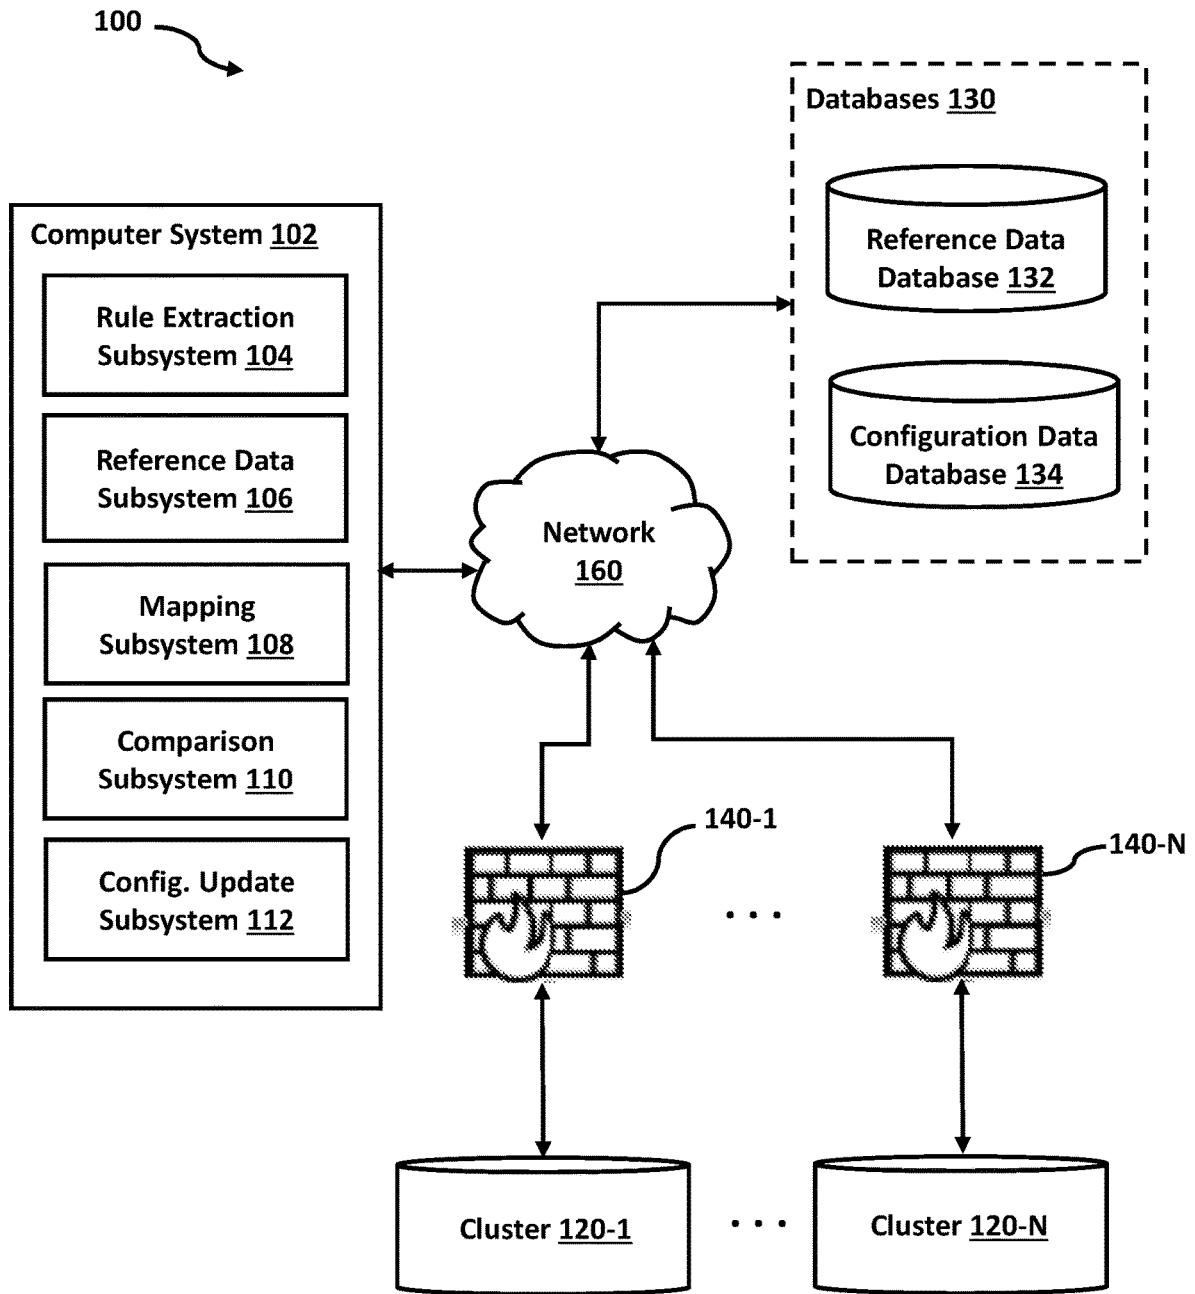 100
Databases 130
Reference Data
Database 132
Configuration Data
Database 134
Computer System 102
Rule Extraction
Subsystem 104
Reference Data
Subsystem 106
Mapping
Subsystem 108
Comparison
Subsystem 110
Config. Update
Subsystem 112
Network
160
140-1
140-N
. . .
Cluster 120-1
. . .
Cluster 120-N